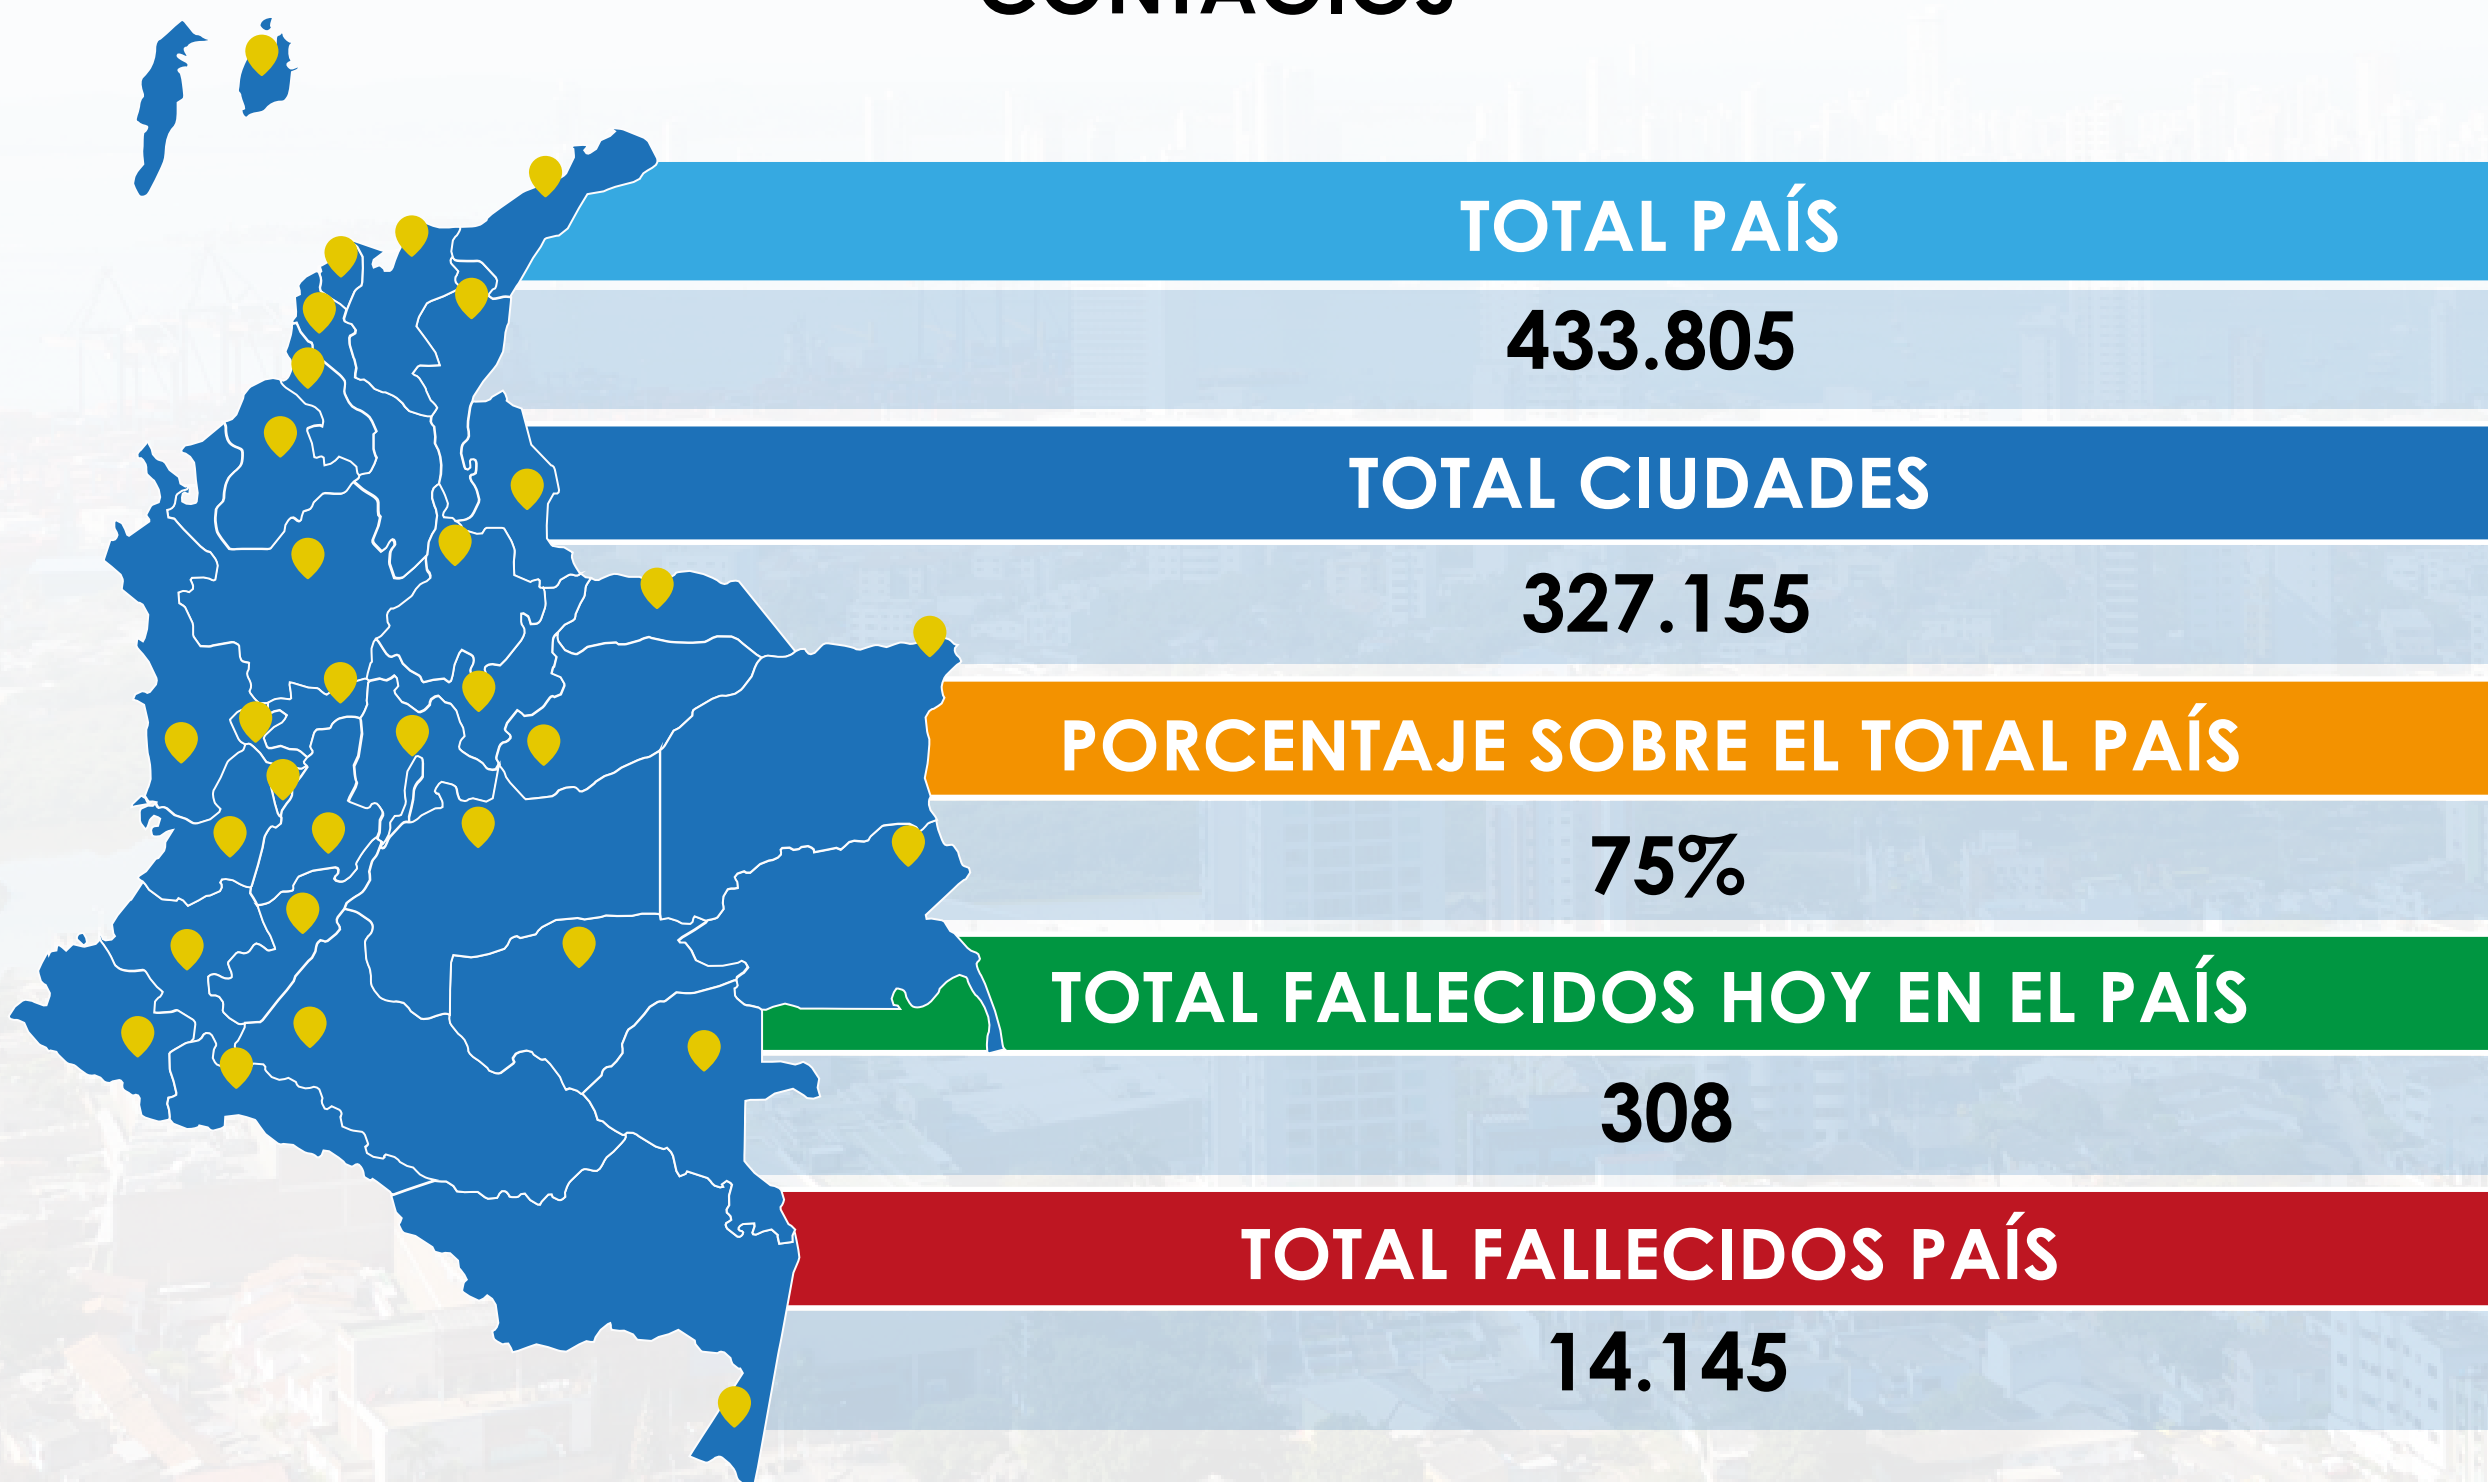 CONTAGIOS
TOTAL PAÍS
433.805
TOTAL CIUDADES
327.155
PORCENTAJE SOBRE EL TOTAL PAÍS
75%
TOTAL FALLECIDOS HOY EN EL PAÍS
308
TOTAL FALLECIDOS PAÍS
14.145